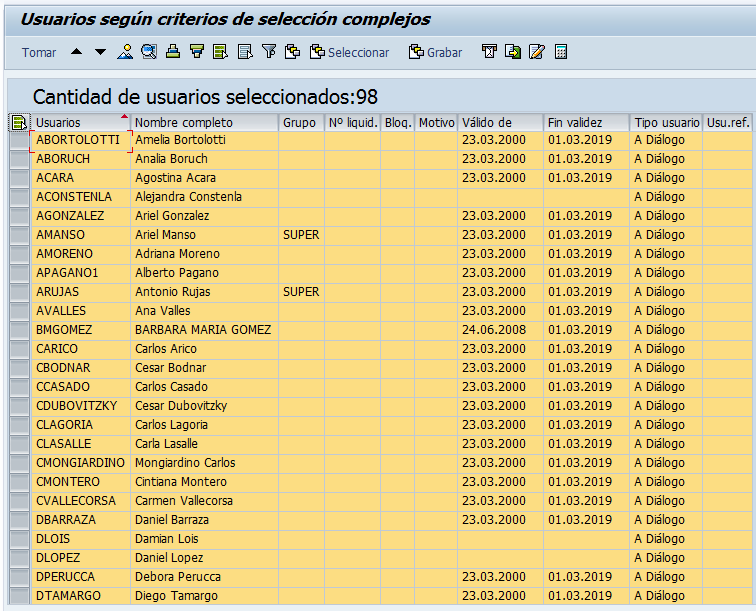 Usuarios según criterios de selección complejos
Tomar Seleccionar Grabar
Cantidad de usuarios seleccionados:98
Usuarios Nombre completo Grupo Nº liquid. Bloq. Motivo Válido de Fin validez Tipo usuario Usu.ref.
ABORTOLOTTI Amelia Bortolotti 23.03.2000 01.03.2019 A Diálogo
ABORUCH Analia Boruch 23.03.2000 01.03.2019 A Diálogo
ACARA Agostina Acara 23.03.2000 01.03.2019 A Diálogo
ACONSTENLA Alejandra Constenla A Diálogo
AGONZALEZ Ariel Gonzalez 23.03.2000 01.03.2019 A Diálogo
AMANSO Ariel Manso SUPER 23.03.2000 01.03.2019 A Diálogo
AMORENO Adriana Moreno 23.03.2000 01.03.2019 A Diálogo
APAGANO1 Alberto Pagano 23.03.2000 01.03.2019 A Diálogo
ARUJAS Antonio Rujas SUPER 23.03.2000 01.03.2019 A Diálogo
AVALLES Ana Valles 23.03.2000 01.03.2019 A Diálogo
BMGOMEZ BARBARA MARIA GOMEZ 24.06.2008 01.03.2019 A Diálogo
CARICO Carlos Arico 23.03.2000 01.03.2019 A Diálogo
CBODNAR Cesar Bodnar 23.03.2000 01.03.2019 A Diálogo
CCASADO Carlos Casado 23.03.2000 01.03.2019 A Diálogo
CDUBOVITZKY Cesar Dubovitzky 23.03.2000 01.03.2019 A Diálogo
CLAGORIA Carlos Lagoria 23.03.2000 01.03.2019 A Diálogo
CLASALLE Carla Lasalle 23.03.2000 01.03.2019 A Diálogo
CMONGIARDINO Mongiardino Carlos 23.03.2000 01.03.2019 A Diálogo
CMONTERO Cintiana Montero 23.03.2000 01.03.2019 A Diálogo
CVALLECORSA Carmen Vallecorsa 23.03.2000 01.03.2019 A Diálogo
DBARRAZA Daniel Barraza 23.03.2000 01.03.2019 A Diálogo
DLOIS Damian Lois A Diálogo
DLOPEZ Daniel Lopez A Diálogo
DPERUCCA Debora Perucca 23.03.2000 01.03.2019 A Diálogo
DTAMARGO Diego Tamargo 23.03.2000 01.03.2019 A Diálogo